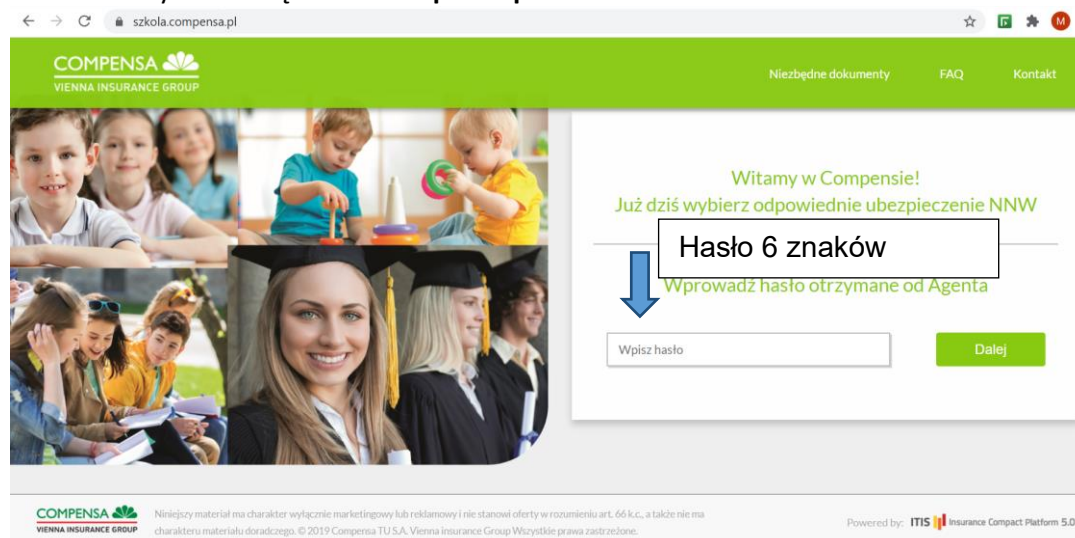 szkola.compensa.pl
M
COMPENSA
VIENNA INSURANCE GROUP
Niezbędne dokumenty FAQ Kontakt
Witamy w Compensie!
Już dziś wybierz odpowiednie ubezpieczenie NNW
Hasło 6 znaków
Wprowadź hasło otrzymane od Agenta
Wpisz hasło
Dalej
COMPENSA
VIENNA INSURANCE GROUP
Niniejszy materiał ma charakter wyłącznie marketingowy lub reklamowy i nie stanowi oferty w rozumieniu art. 66 k.c., a także nie ma
charakteru materiału doradczego. © 2019 Compensa TU S.A. Vienna insurance Group Wszystkie prawa zastrzeżone.
Powered by: ITIS Insurance Compact Platform 5.0